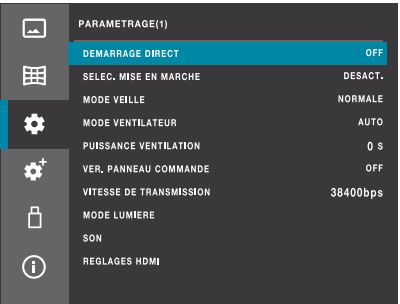 PARAMETRAGE(1)
DEMARRAGE DIRECT OFF
SELEC. MISE EN MARCHE DESACT.
MODE VEILLE NORMALE
MODE VENTILATEUR AUTO
PUISSANCE VENTILATION 0 S
VER. PANNEAU COMMANDE OFF
VITESSE DE TRANSMISSION 38400bps
MODE LUMIERE
SON
REGLAGES HDMI